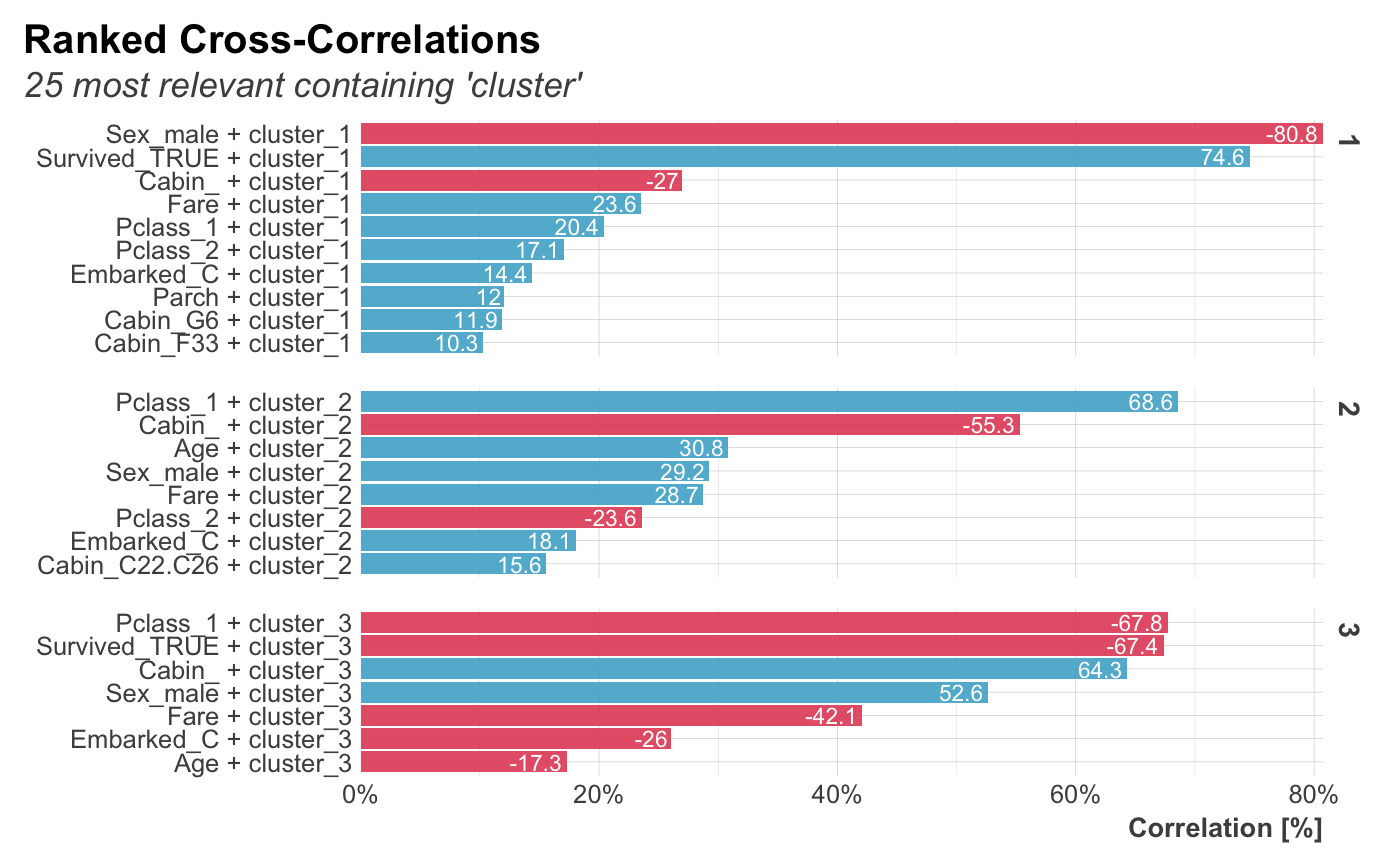 Ranked Cross-Correlations
25 most relevant containing 'cluster'
Sex_male + cluster_1 -80.8
Survived_TRUE + cluster_1 74.6
Cabin_ + cluster_1 -27
Fare + cluster_1 23.6
Pclass_1 + cluster_1 20.4
Pclass_2 + cluster_1 17.1
Embarked_C + cluster_1 14.4
Parch + cluster_1 12
Cabin_G6 + cluster_1 11.9
Cabin_F33 + cluster_1 10.3
1
Pclass_1 + cluster_2 68.6
Cabin_ + cluster_2 -55.3
Age + cluster_2 30.8
Sex_male + cluster_2 29.2
Fare + cluster_2 28.7
Pclass_2 + cluster_2 -23.6
Embarked_C + cluster_2 18.1
Cabin_C22.C26 + cluster_2 15.6
2
Pclass_1 + cluster_3 -67.8
Survived_TRUE + cluster_3 -67.4
Cabin_ + cluster_3 64.3
Sex_male + cluster_3 52.6
Fare + cluster_3 -42.1
Embarked_C + cluster_3 -26
Age + cluster_3 -17.3
3
0% 20% 40% 60% 80%
Correlation [%]